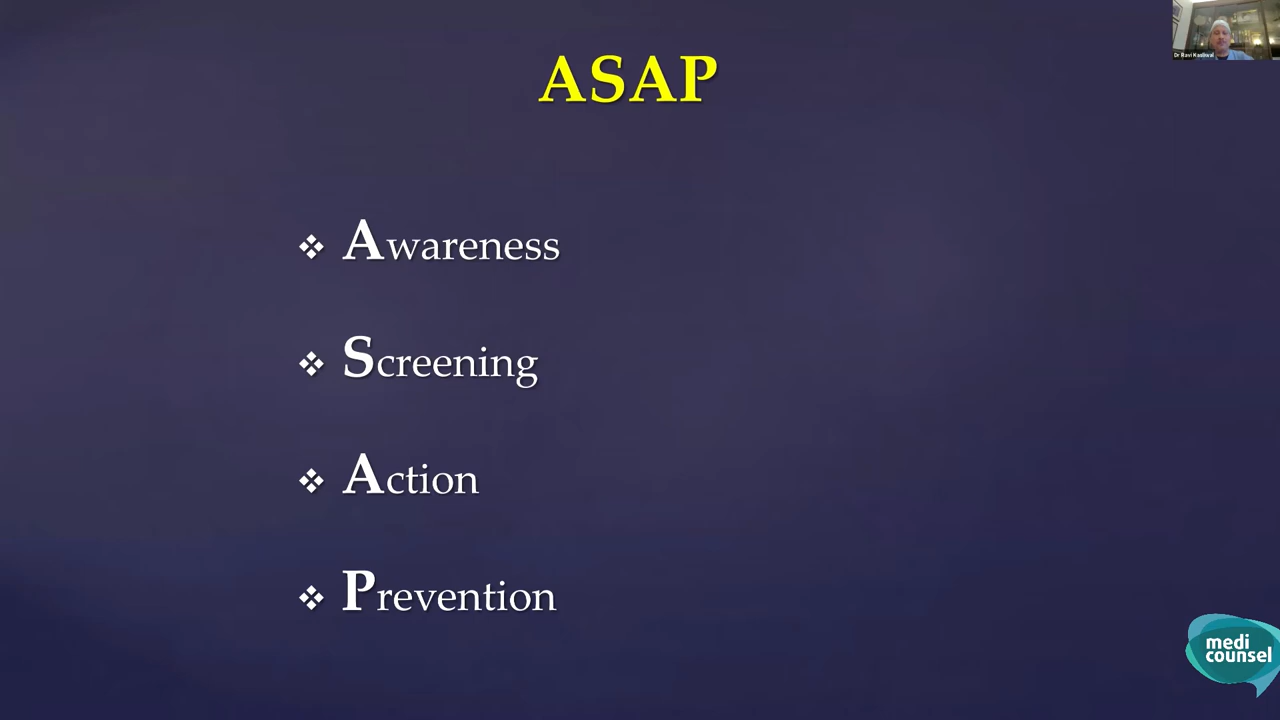 ASAP
Awareness
Screening
Action
Prevention
medi
counsel